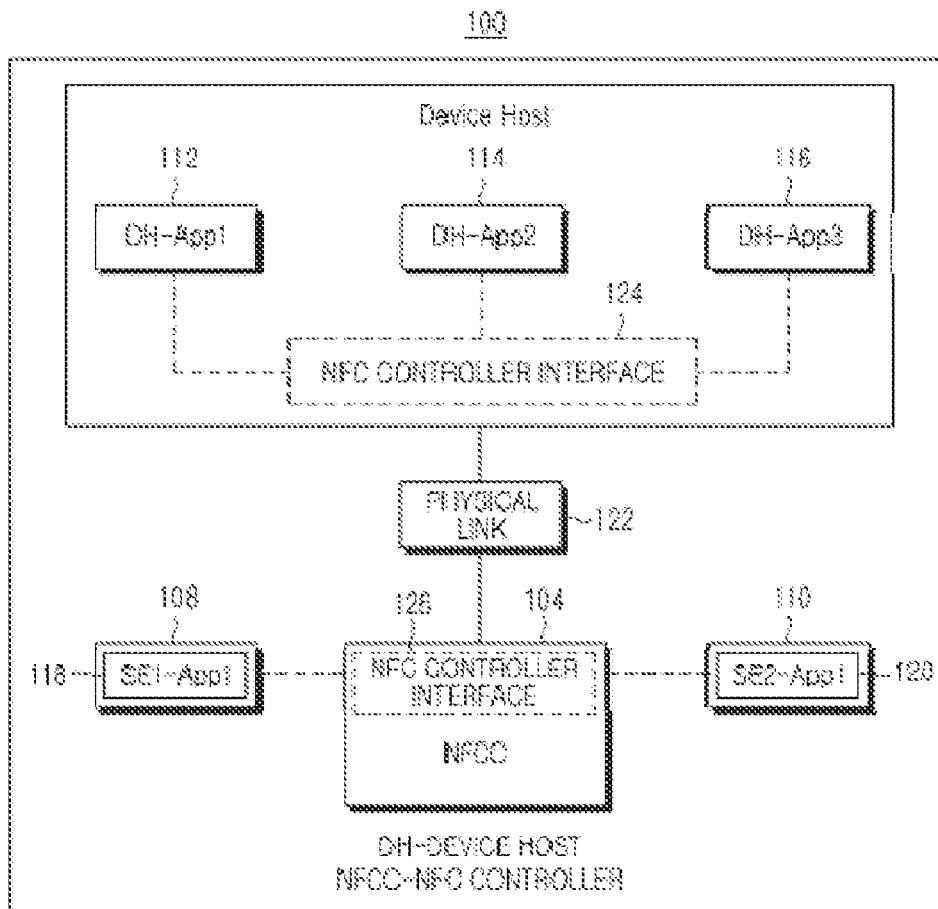 100
Device Host
112
114
116
DH-App1
DH-App2
DH-App3
124
NFC CONTROLLER INTERFACE
PHYSICAL
LINK
122
108
126
104
110
118
SE1-App1
NFC CONTROLLER
INTERFACE
SE2-App1
120
NFCC
DH-DEVICE HOST
NFCC-NFC CONTROLLER